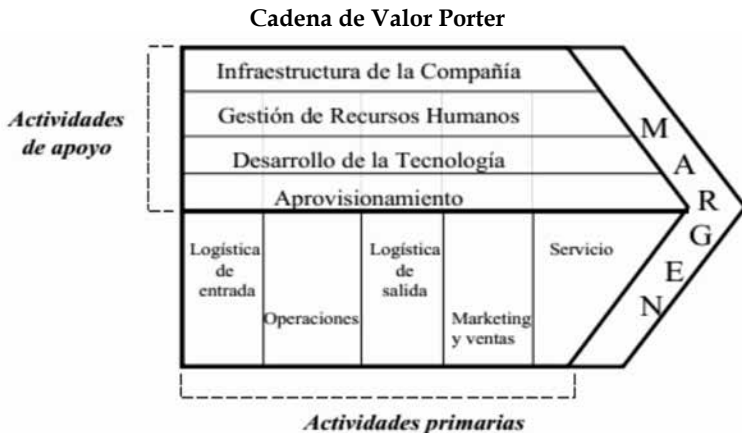 Cadena de Valor Porter
Infraestructura de la Compañía
Gestión de Recursos Humanos
Desarrollo de la Tecnología
Aprovisionamiento
Actividades
de apoyo
Logística
de
entrada
Operaciones
Logística
de
salida
Marketing
y ventas
Servicio
MARGEN
Actividades primarias